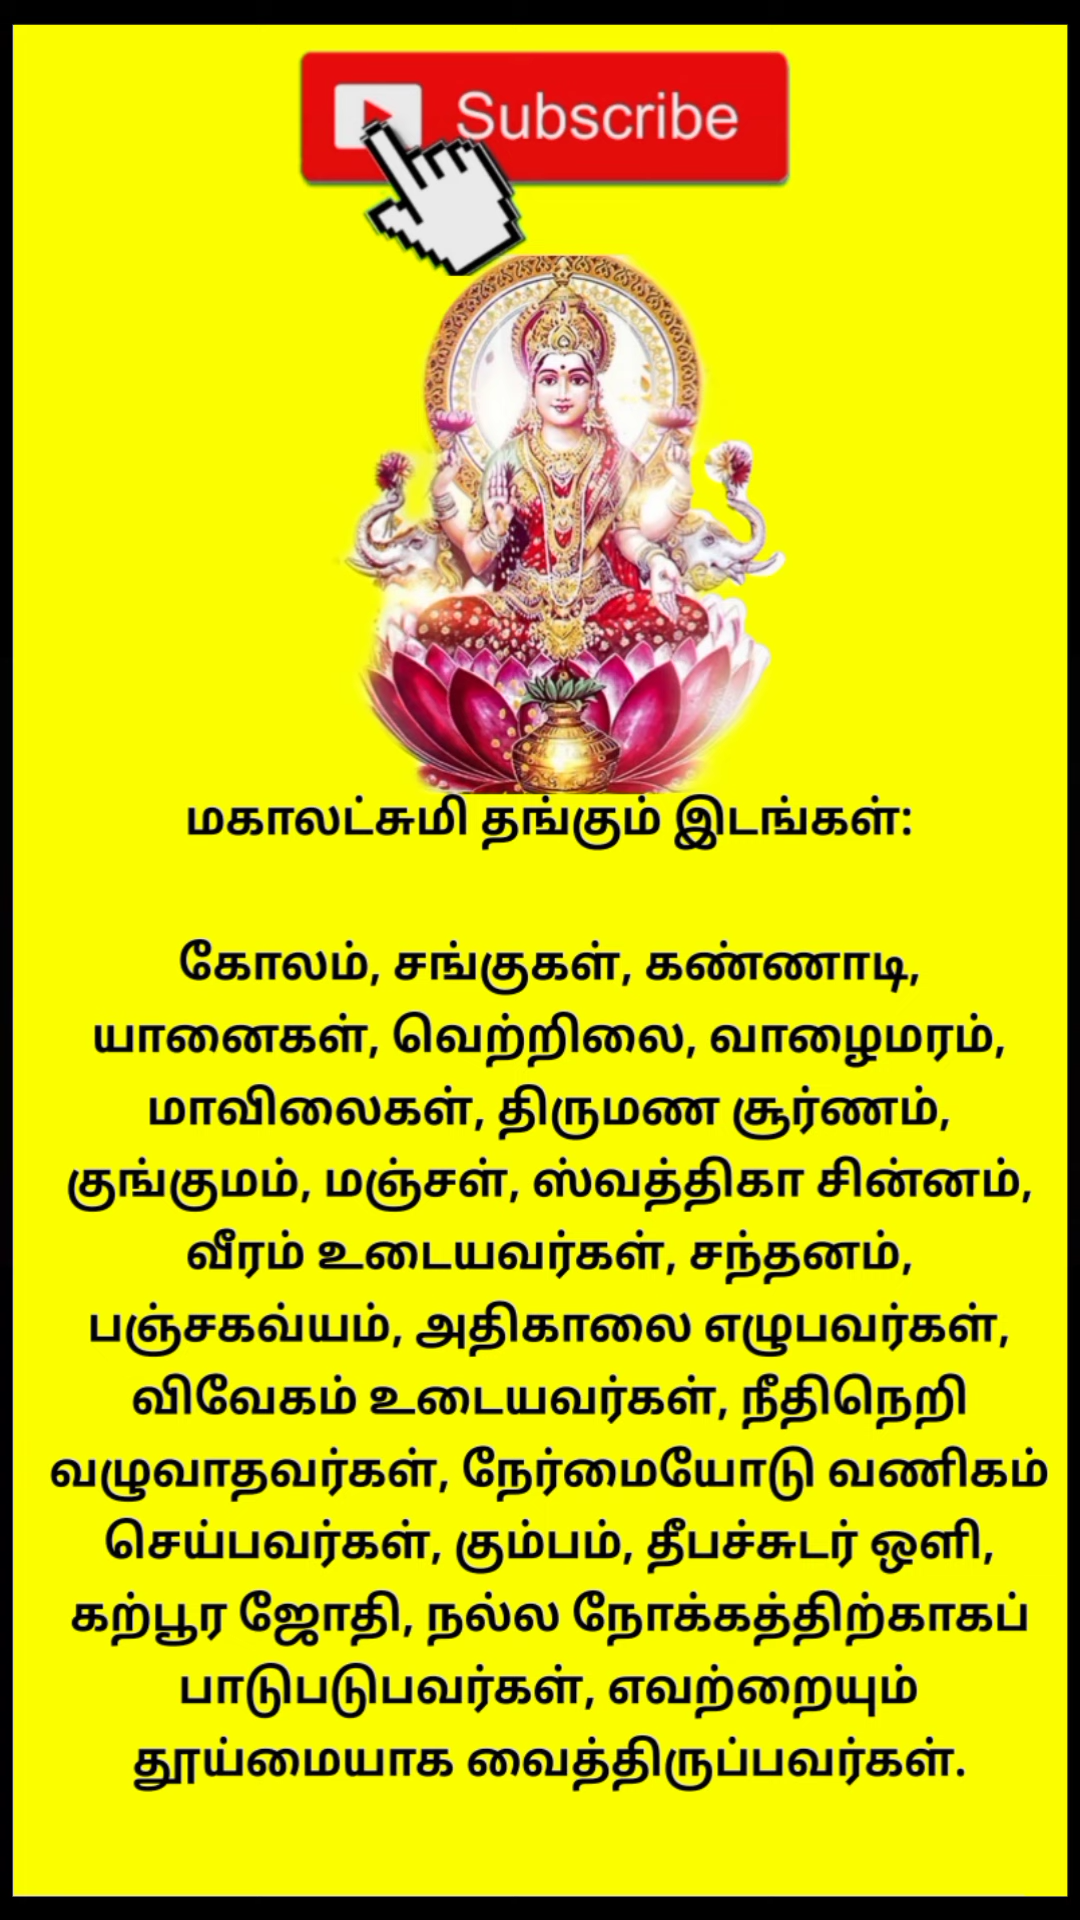 Subscribe
மகாலட்சுமி தங்கும் இடங்கள்:
கோலம், சங்குகள், கண்ணாடி,
யானைகள், வெற்றிலை, வாழைமரம்,
மாவிலைகள், திருமண சூர்ணம்,
குங்குமம், மஞ்சள், ஸ்வத்திகா சின்னம்,
வீரம் உடையவர்கள், சந்தனம்,
பஞ்சகவ்யம், அதிகாலை எழுபவர்கள்,
விவேகம் உடையவர்கள், நீதிநெறி
வழுவாதவர்கள், நேர்மையோடு வணிகம்
செய்பவர்கள், கும்பம், தீபச்சுடர் ஒளி,
கற்பூர ஜோதி, நல்ல நோக்கத்திற்காகப்
பாடுபடுபவர்கள், எவற்றையும்
தூய்மையாக வைத்திருப்பவர்கள்.